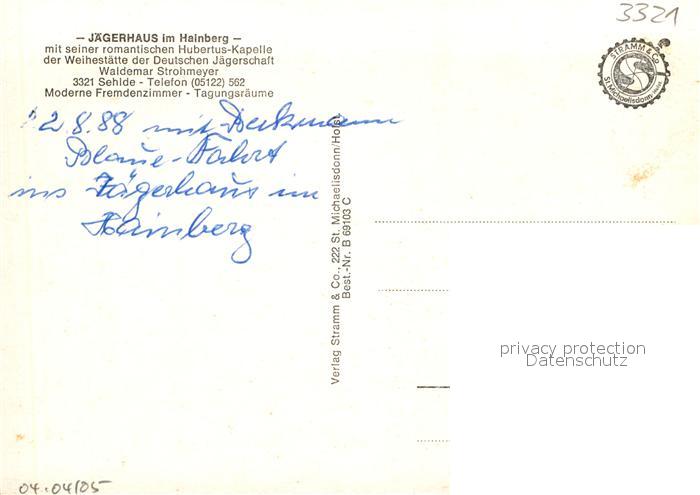 3321
— JÄGERHAUS im Hainberg —
mit seiner romantischen Hubertus-Kapelle
der Weihestätte der Deutschen Jägerschaft
Waldemar Strohmeyer
3321 Sehlde - Telefon (05122) 562
Moderne Fremdenzimmer - Tagungsräume
STRAMM & Co.
St. Michaelisdonn Holst.
2.8.88 mit Deckmann
Blaue-Fahrt
ins Jägerhaus im
Hainberg
Verlag Stramm & Co., 222 St. Michaelisdonn/Holst.
Best.-Nr. B 69103 C
privacy protection
Datenschutz
04.04/05